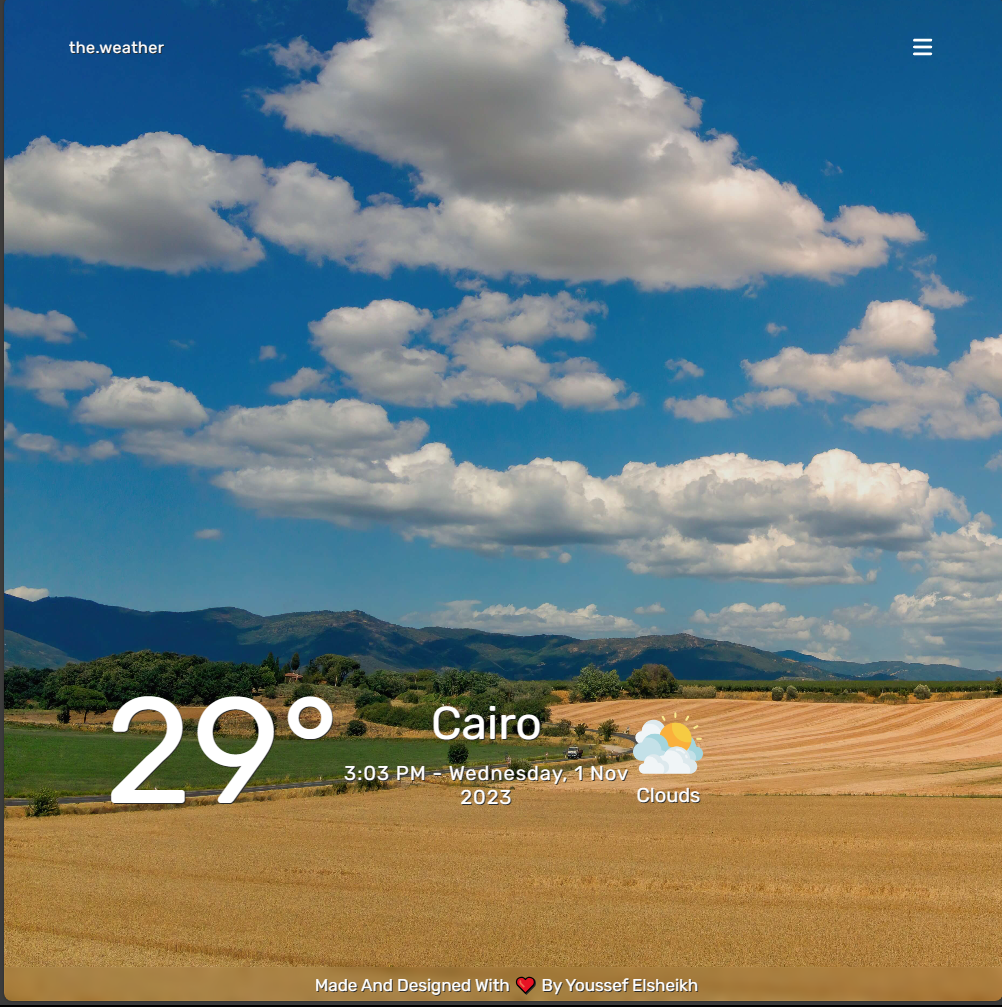 the.weather
29°
Cairo
3:03 PM - Wednesday, 1 Nov
2023
Clouds
Made And Designed With ❤ By Youssef Elsheikh